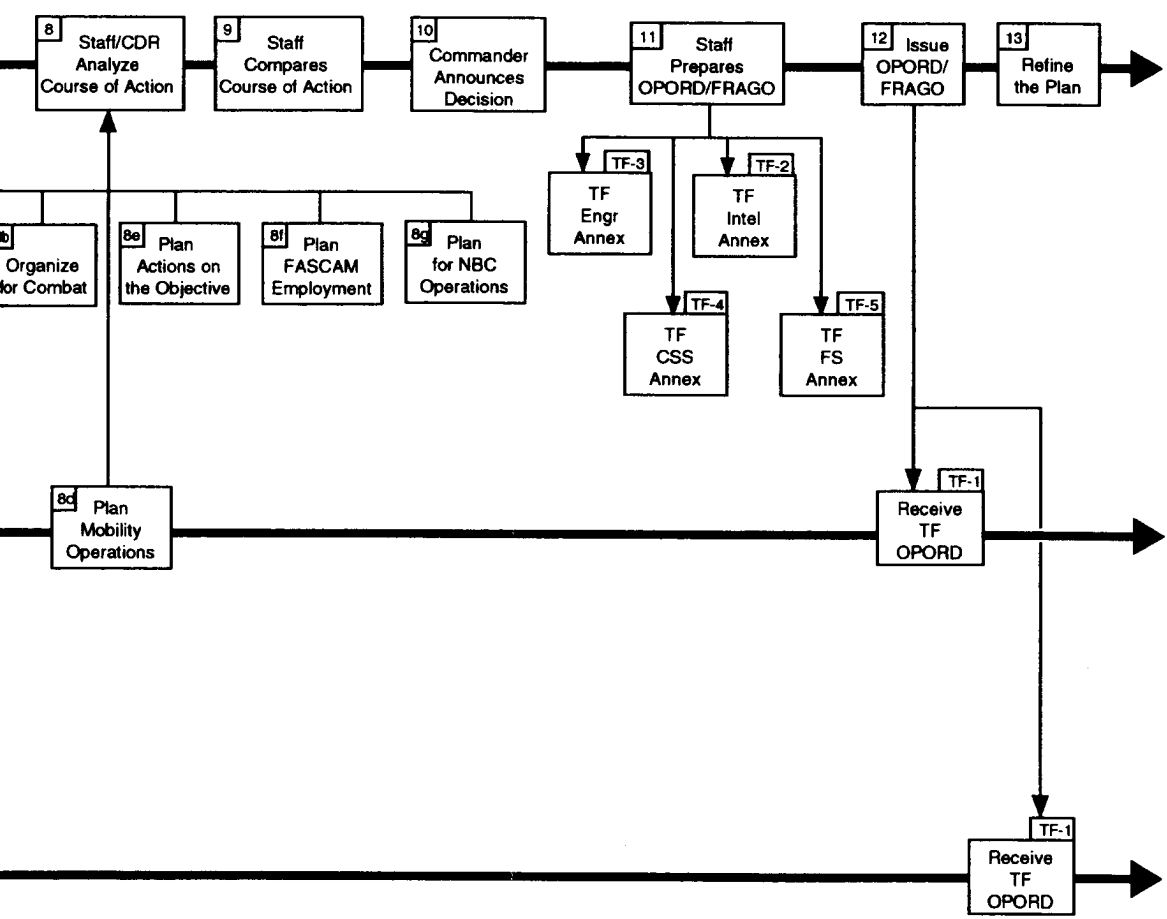 8
Staff/CDR
Analyze
Course of Action
9
Staff
Compares
Course of Action
10
Commander
Announces
Decision
11
Staff
Prepares
OPORD/FRAGO
12
Issue
OPORD/
FRAGO
13
Refine
the Plan
Organize
for Combat
8e
Plan
Actions on
the Objective
8f
Plan
FASCAM
Employment
8g
Plan
for NBC
Operations
TF-3
TF
Engr
Annex
TF-2
TF
Intel
Annex
TF-4
TF
CSS
Annex
TF-5
TF
FS
Annex
8d
Plan
Mobility
Operations
TF-1
Receive
TF
OPORD
TF-1
Receive
TF
OPORD